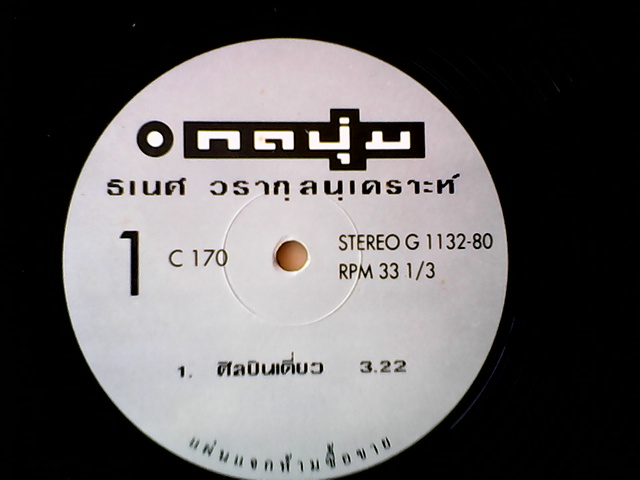 กดปุ่ม
ธเนศ วรากุลนุเคราะห์
1
C 170
STEREO G 1132-80
RPM 33 1/3
1. ศิลปินเดี่ยว 3.22
แผ่นแจกห้ามซื้อขาย